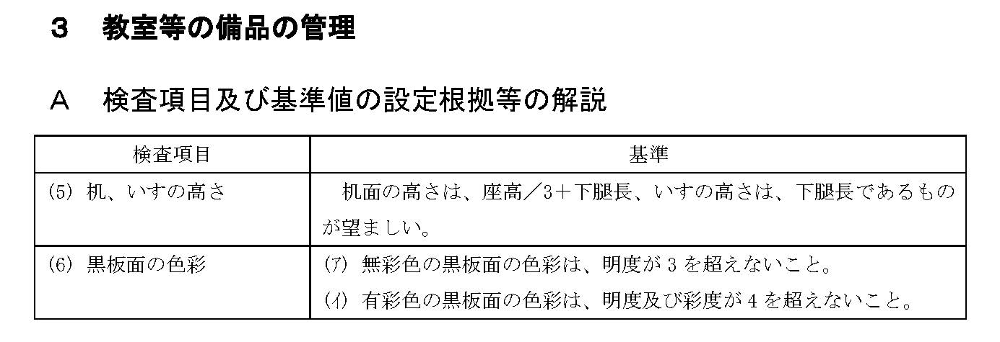 3 教室等の備品の管理
A 検査項目及び基準値の設定根拠等の解説
検査項目 基準
(5) 机、いすの高さ 机面の高さは、座高／3＋下腿長、いすの高さは、下腿長であるもの
が望ましい。
(6) 黒板面の色彩 (ｱ) 無彩色の黒板面の色彩は、明度が 3 を超えないこと。
(ｲ) 有彩色の黒板面の色彩は、明度及び彩度が 4 を超えないこと。